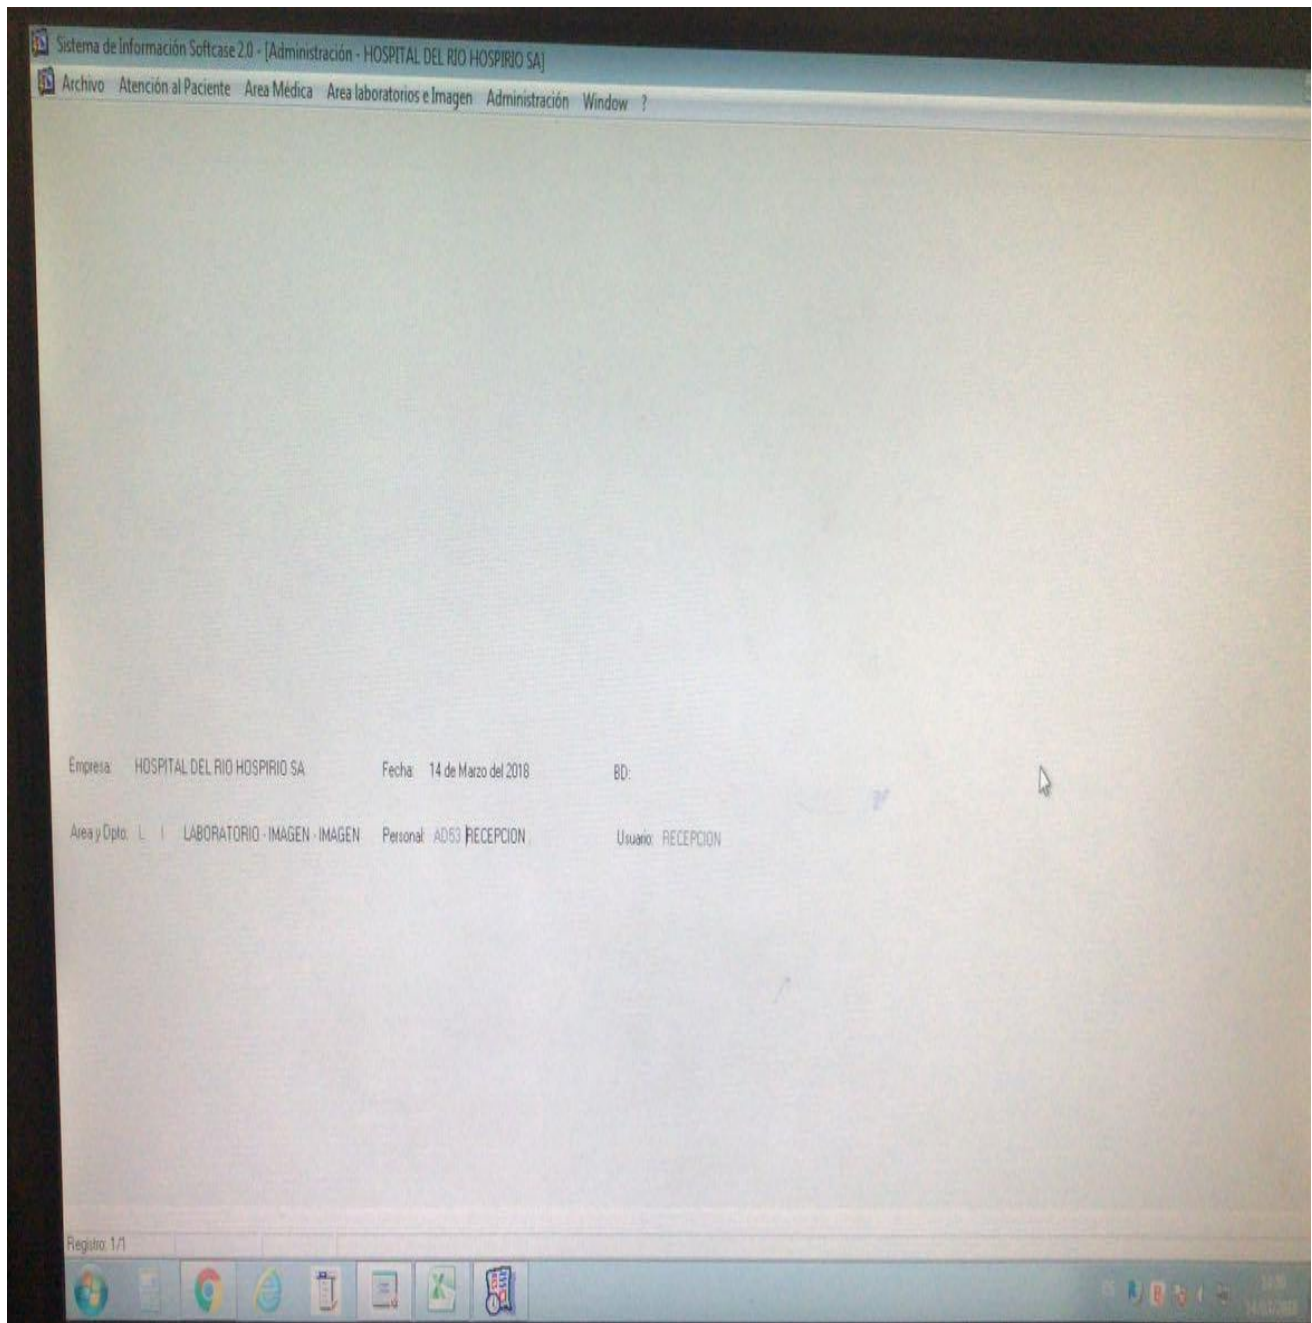 Sistema de Información Softcase 2.0 - [Administración - HOSPITAL DEL RIO HOSPIRIO SA]
Archivo Atención al Paciente Area Médica Area laboratorios e Imagen Administración Window ?
Empresa: HOSPITAL DEL RIO HOSPIRIO SA Fecha: 14 de Marzo del 2018 BD:
Area y Dpto: L I LABORATORIO - IMAGEN - IMAGEN Personal: AD53 RECEPCION Usuario: RECEPCION
Registro: 1/1
ES